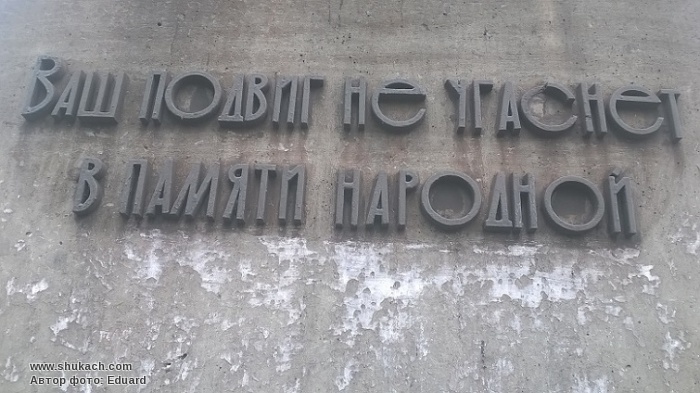 Ваш подвиг не угаснет
в памяти народной
www.shukach.com
Автор фото: Eduard